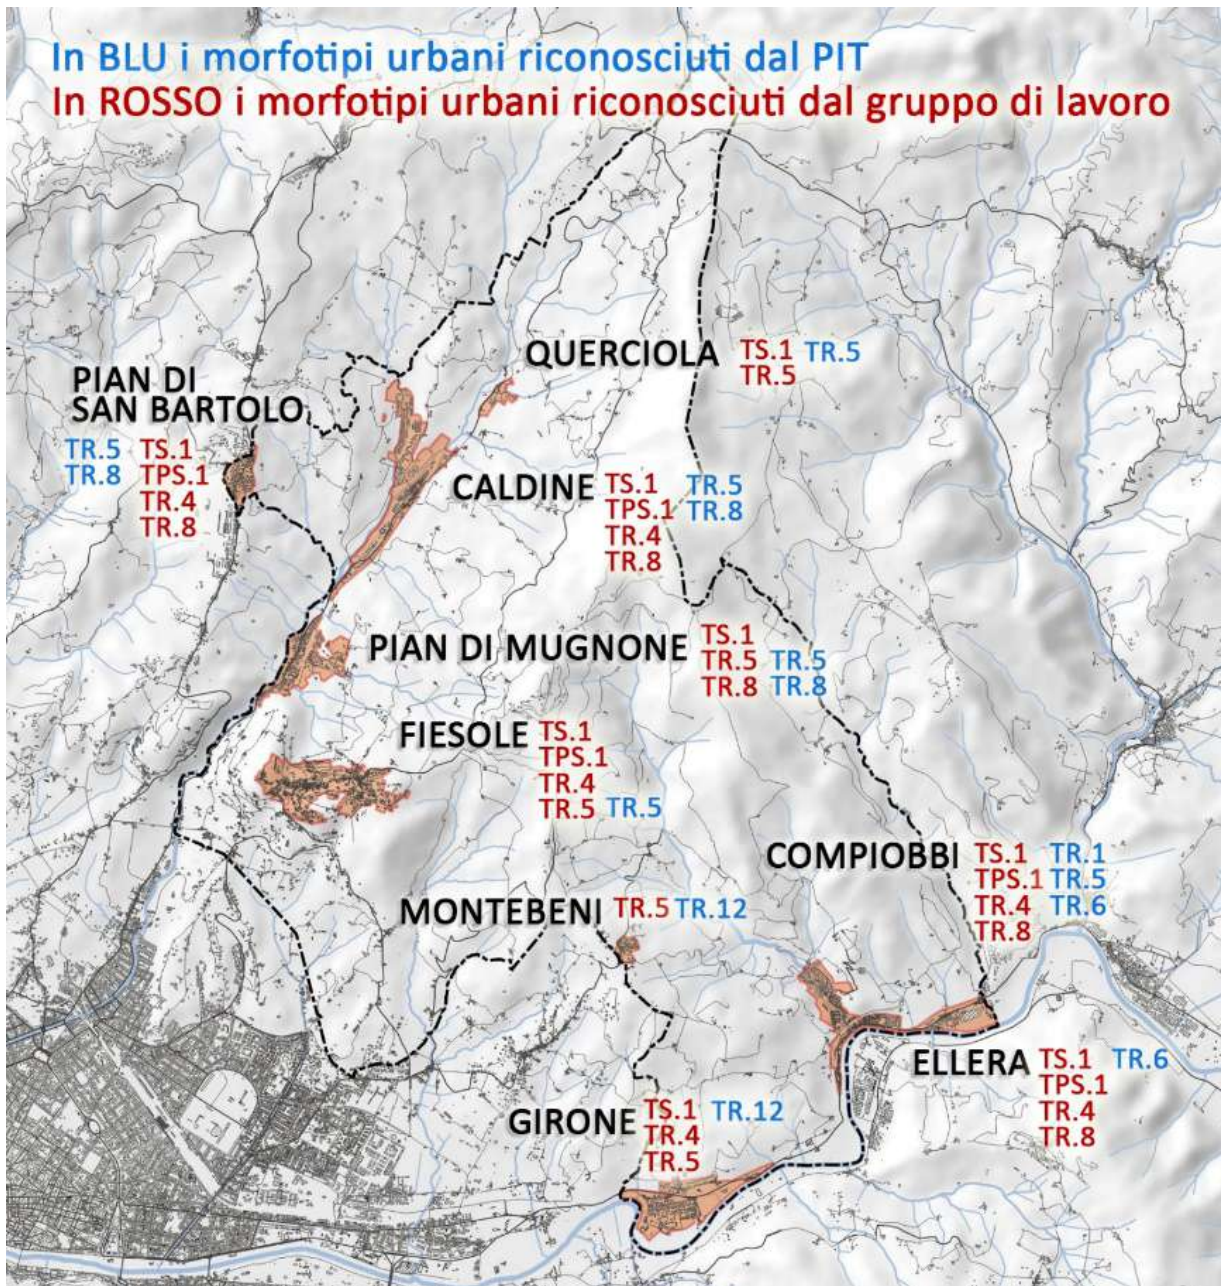 In BLU i morfotipi urbani riconosciuti dal PIT
In ROSSO i morfotipi urbani riconosciuti dal gruppo di lavoro
QUERCIOLA TS.1 TR.5
TR.5
PIAN DI
SAN BARTOLO
TR.5 TS.1
TR.8 TPS.1
TR.4
TR.8
CALDINE TS.1 TR.5
TPS.1 TR.8
TR.4
TR.8
PIAN DI MUGNONE TS.1
TR.5 TR.5
TR.8 TR.8
FIESOLE TS.1
TPS.1
TR.4
TR.5 TR.5
COMPIOBBI TS.1 TR.1
TPS.1 TR.5
TR.4 TR.6
TR.8
MONTEBENI TR.5 TR.12
ELLERA TS.1 TR.6
TPS.1
TR.4
TR.8
GIRONE TS.1 TR.12
TR.4
TR.5